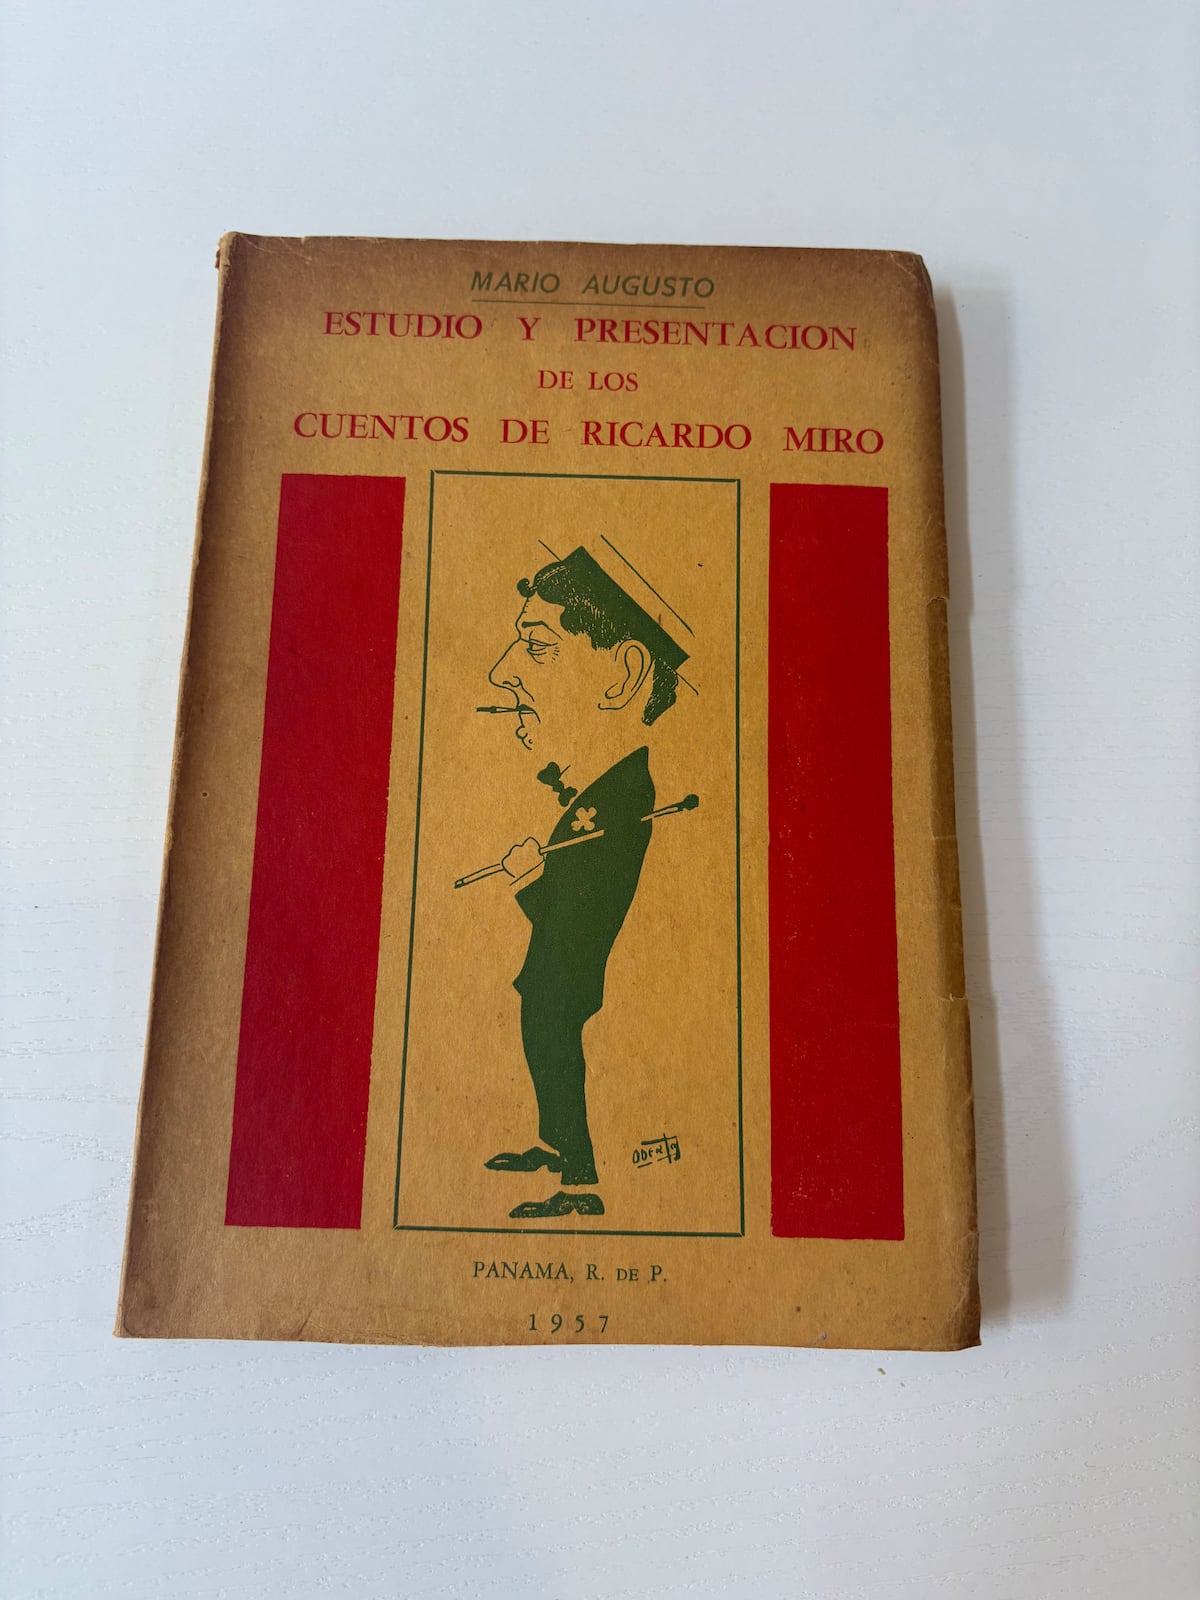 MARIO AUGUSTO
ESTUDIO Y PRESENTACION
DE LOS
CUENTOS DE RICARDO MIRO
PANAMA, R. DE P.
1957